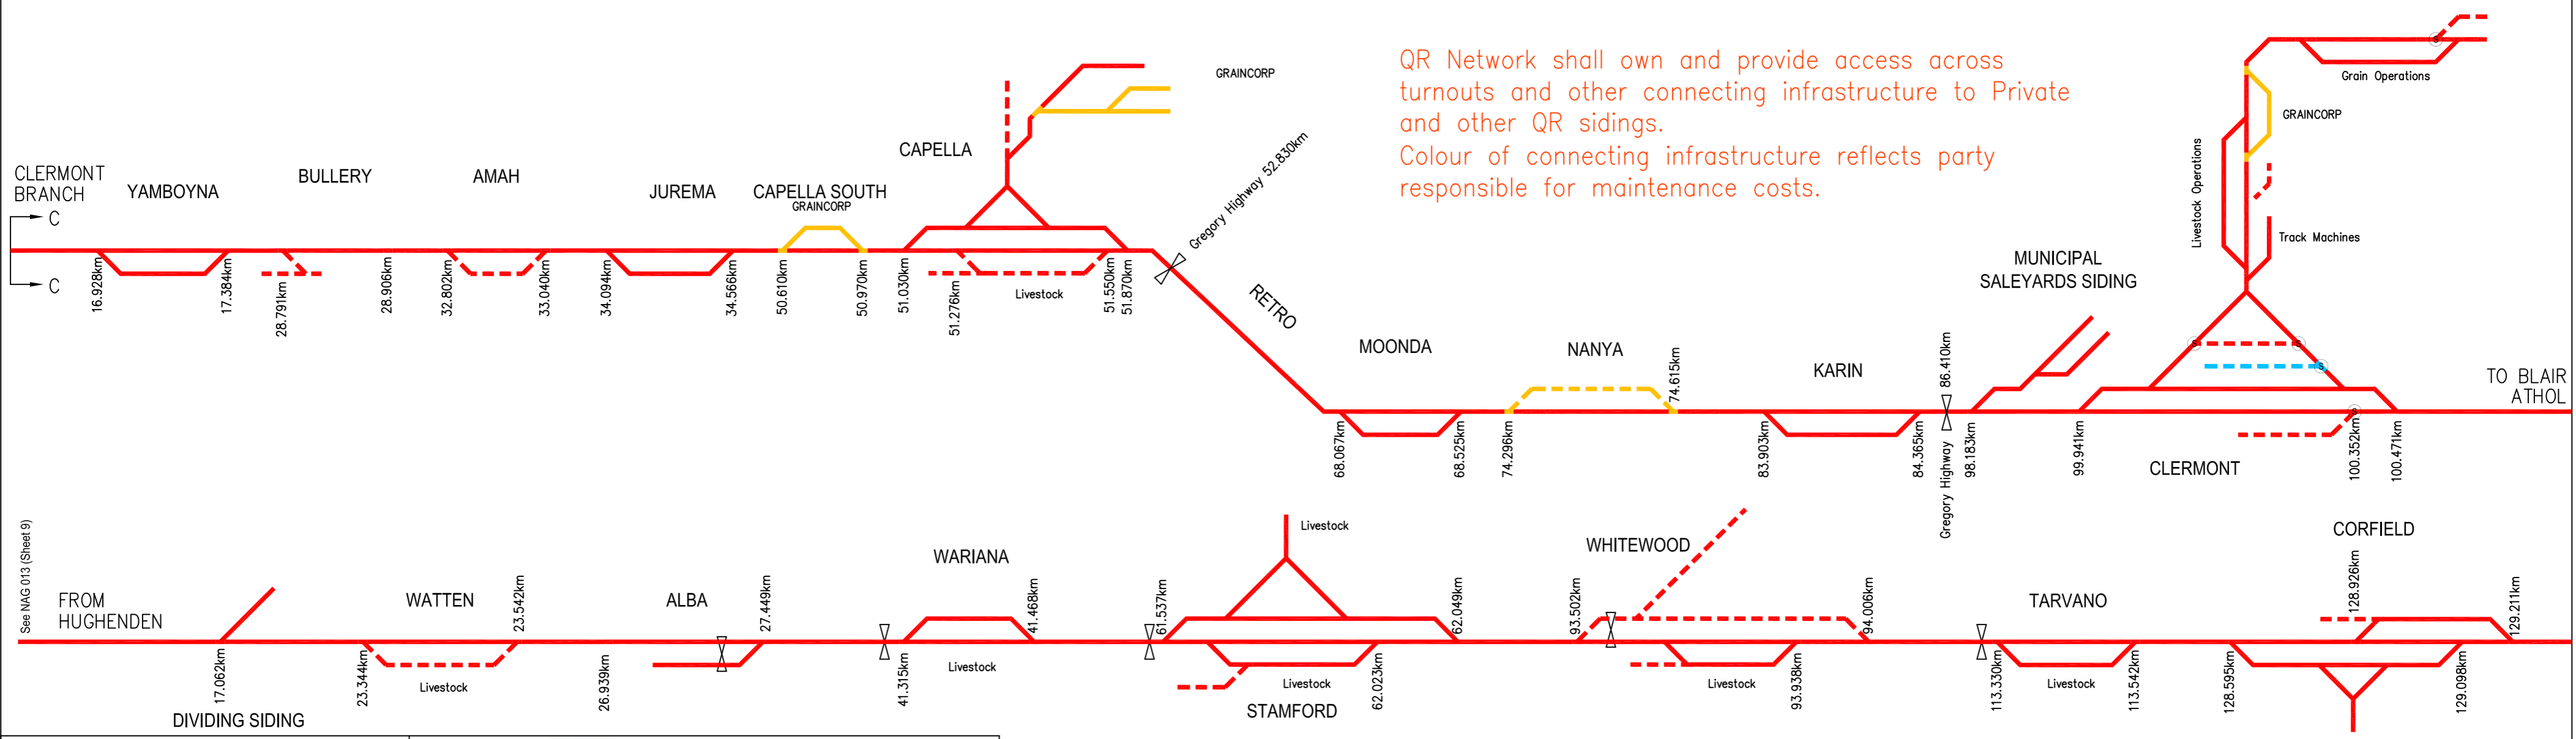 QR Network shall own and provide access across
turnouts and other connecting infrastructure to Private
and other QR sidings.
Colour of connecting infrastructure reflects party
responsible for maintenance costs.
CLERMONT
BRANCH
C
C
YAMBOYNA
BULLERY
AMAH
JUREMA
CAPELLA SOUTH
GRAINCORP
CAPELLA
GRAINCORP
Livestock
16.928km
17.384km
28.791km
28.906km
32.802km
33.040km
34.094km
34.566km
50.610km
50.970km
51.030km
51.276km
51.550km
51.870km
Gregory Highway 52.830km
RETRO
MOONDA
68.067km
68.525km
NANYA
74.296km
74.615km
KARIN
83.903km
84.365km
Gregory Highway 86.410km
98.183km
MUNICIPAL
SALEYARDS SIDING
99.941km
Livestock Operations
Grain Operations
GRAINCORP
Track Machines
S
S
S
S
S
CLERMONT
100.352km
100.471km
TO BLAIR
ATHOL
See NAG 013 (Sheet 9)
FROM
HUGHENDEN
17.062km
DIVIDING SIDING
WATTEN
23.344km
23.542km
Livestock
ALBA
26.939km
27.449km
WARIANA
41.315km
41.468km
Livestock
61.537km
Livestock
Livestock
STAMFORD
62.023km
62.049km
WHITEWOOD
93.502km
Livestock
93.938km
94.006km
TARVANO
113.330km
Livestock
113.542km
CORFIELD
128.595km
128.926km
129.098km
129.211km